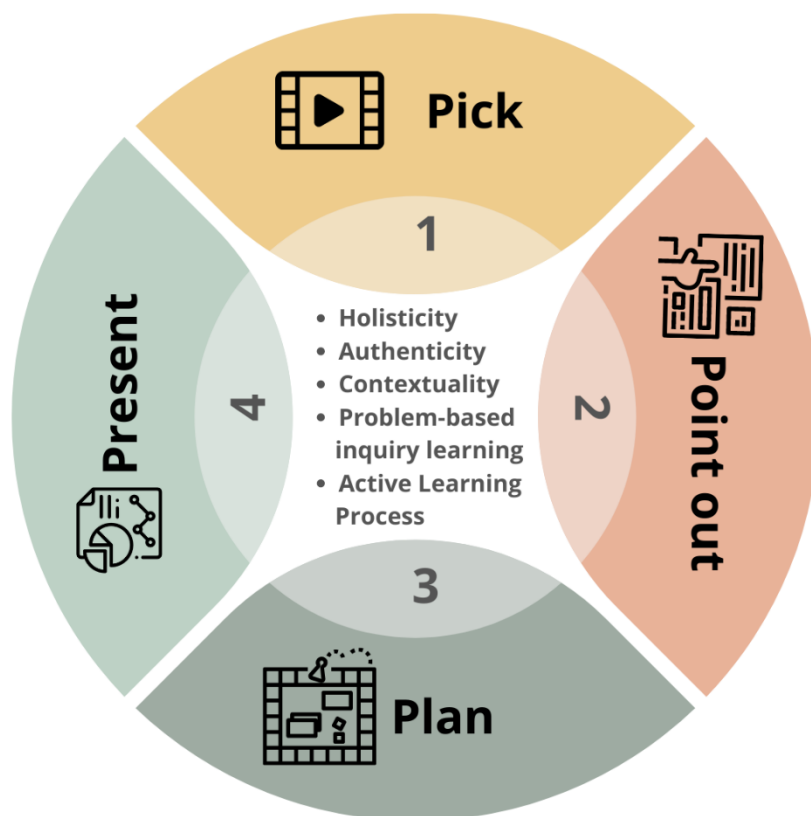 Pick
1
Point out
2
• Holisticity
• Authenticity
• Contextuality
• Problem-based
inquiry learning
• Active Learning
Process
3
Plan
4
Present